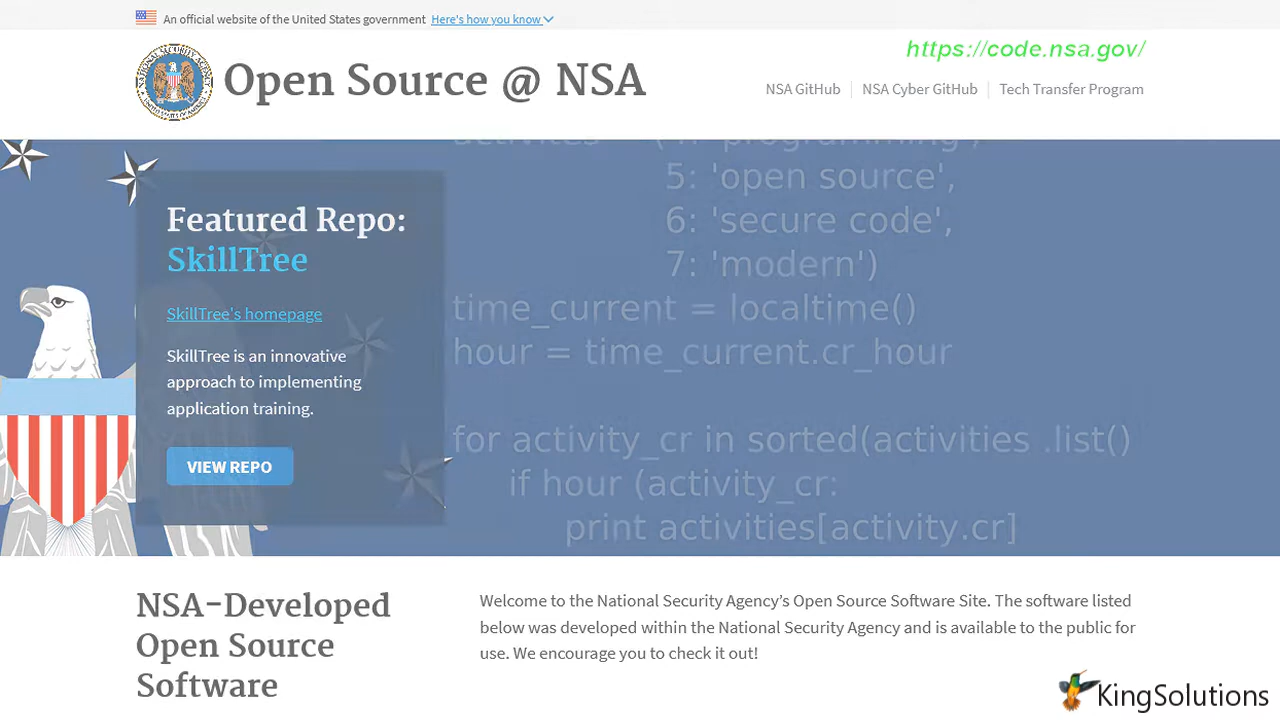 An official website of the United States government Here's how you know
https://code.nsa.gov/
Open Source @ NSA
NSA GitHub
NSA Cyber GitHub
Tech Transfer Program
5: 'open source',
6: 'secure code',
7: 'modern')
time_current = localtime()
hour = time_current.cr_hour
for activity_cr in sorted(activities .list()
if hour (activity_cr:
print activities[activity.cr]
Featured Repo:
SkillTree
SkillTree's homepage
SkillTree is an innovative
approach to implementing
application training.
VIEW REPO
NSA-Developed
Open Source
Software
Welcome to the National Security Agency’s Open Source Software Site. The software listed
below was developed within the National Security Agency and is available to the public for
use. We encourage you to check it out!
KingSolutions